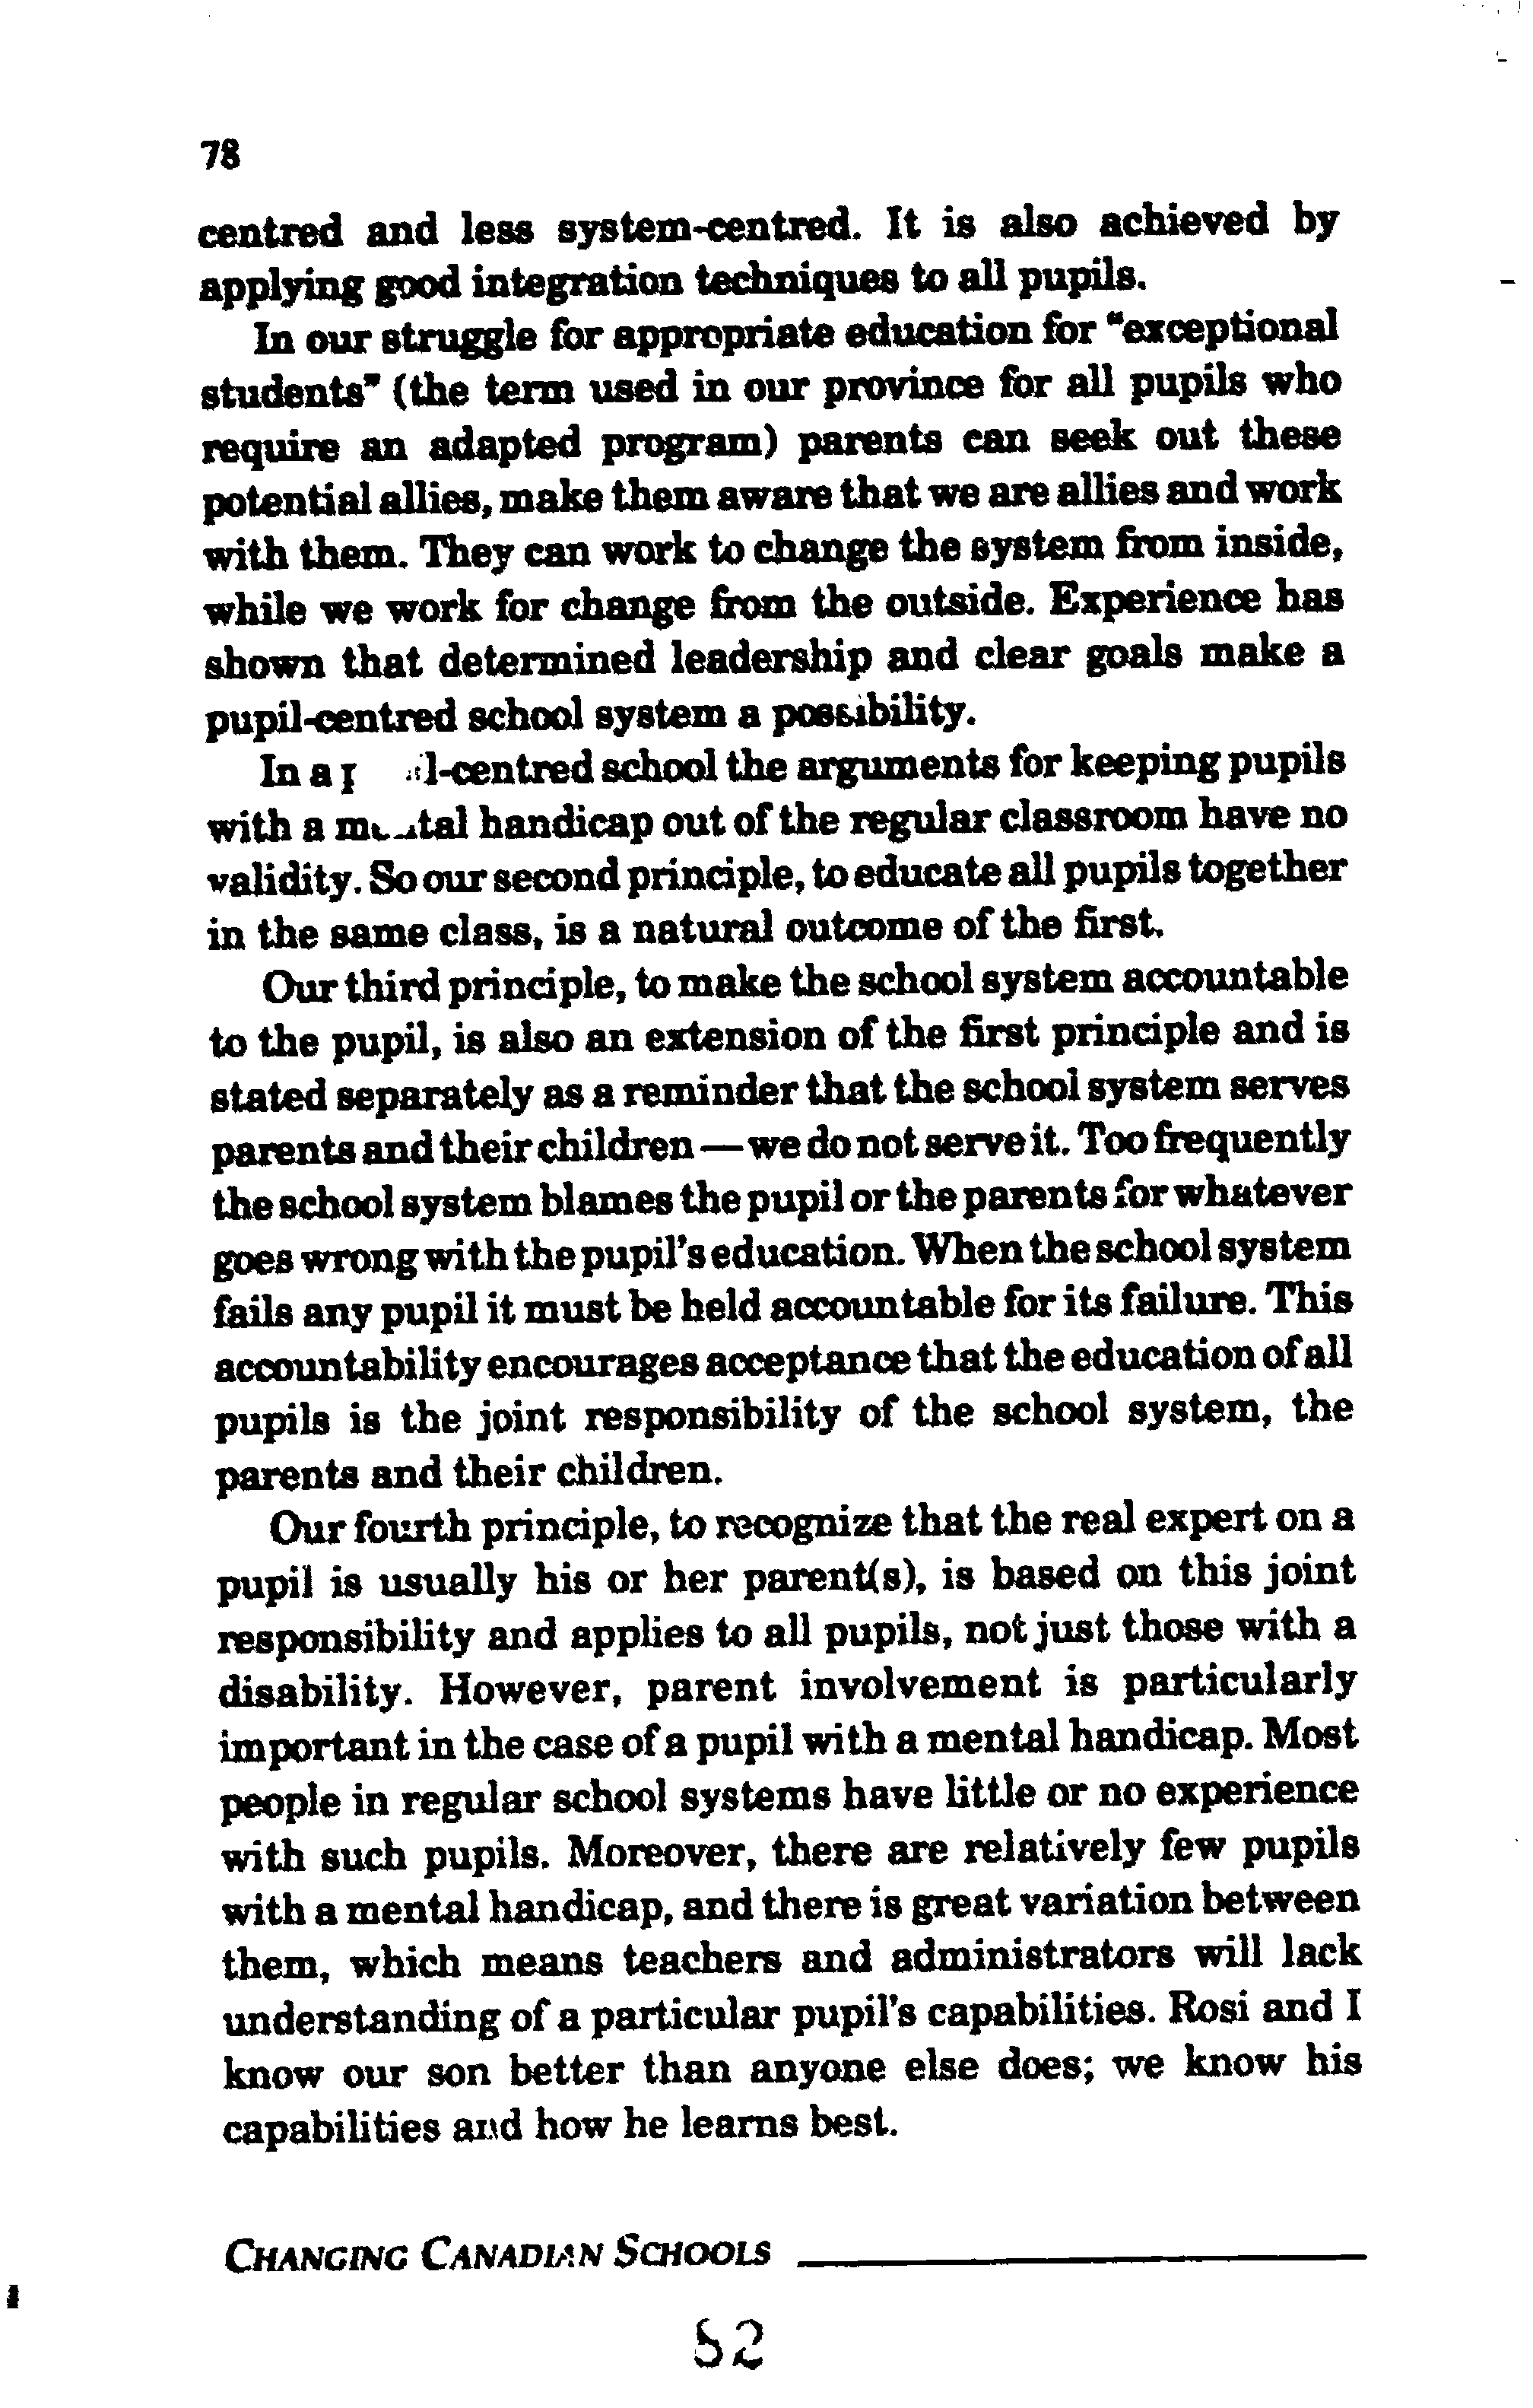 78
centred and less system-centred. It is also achieved by
applying good integration techniques to all pupils.
In our struggle for appropriate education for "exceptional
students" (the term used in our province for all pupils who
require an adapted program) parents can seek out these
potential allies, make them aware that we are allies and work
with them. They can work to change the system from inside,
while we work for change from the outside. Experience has
shown that determined leadership and clear goals make a
pupil-centred school system a possibility.
In a -centred school the arguments for keeping pupils
with a mental handicap out of the regular classroom have no
validity. So our second principle, to educate all pupils together
in the same class, is a natural outcome of the first.
Our third principle, to make the school system accountable
to the pupil, is also an extension of the first principle and is
stated separately as a reminder that the school system serves
parents and their children — we do not serve it. Too frequently
the school system blames the pupil or the parents for whatever
goes wrong with the pupil's education. When the school system
fails any pupil it must be held accountable for its failure. This
accountability encourages acceptance that the education of all
pupils is the joint responsibility of the school system, the
parents and their children.
Our fourth principle, to recognize that the real expert on a
pupil is usually his or her parent(s), is based on this joint
responsibility and applies to all pupils, not just those with a
disability. However, parent involvement is particularly
important in the case of a pupil with a mental handicap. Most
people in regular school systems have little or no experience
with such pupils. Moreover, there are relatively few pupils
with a mental handicap, and there is great variation between
them, which means teachers and administrators will lack
understanding of a particular pupil's capabilities. Rosi and I
know our son better than anyone else does; we know his
capabilities and how he learns best.
CHANGING CANADIAN SCHOOLS